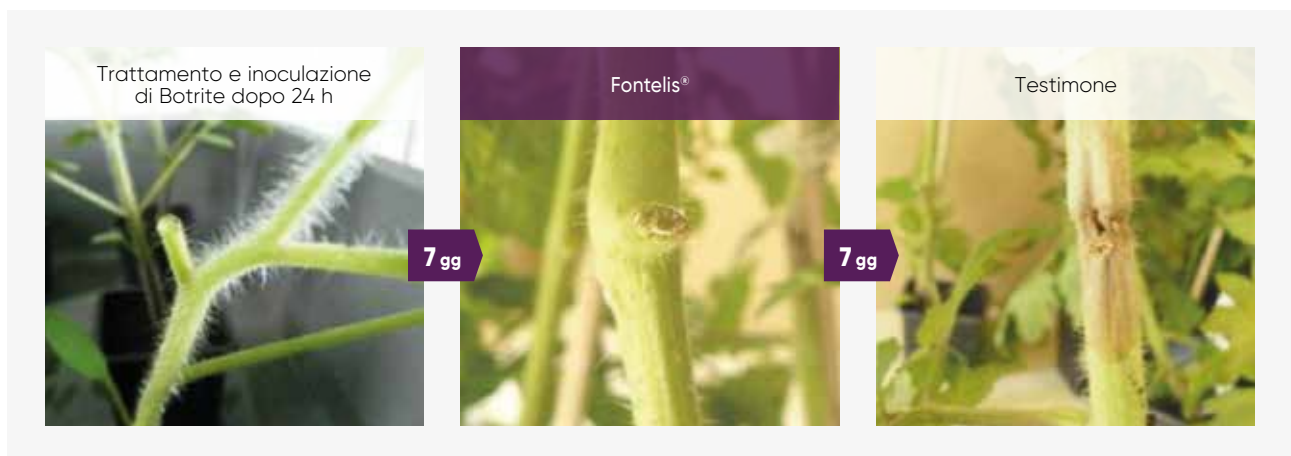 Trattamento e inoculazione
di Botrite dopo 24 h
Fontelis®
Testimone
7 gg
7 gg